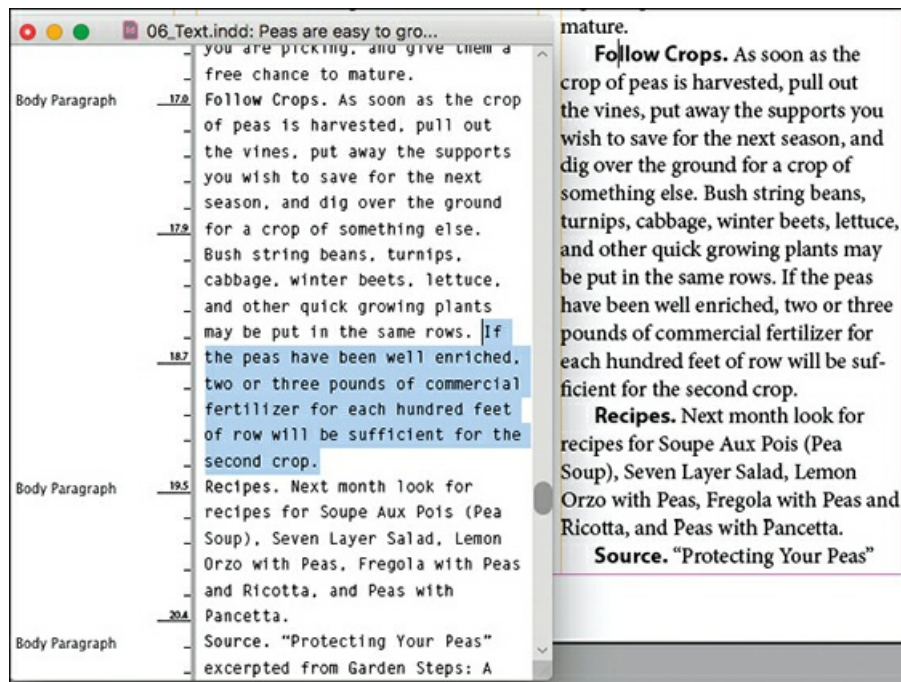 06_Text.indd: Peas are easy to gro...
you are picking, and give them a
free chance to mature.
Body Paragraph 17.0 Follow Crops. As soon as the crop
of peas is harvested, pull out
the vines, put away the supports
you wish to save for the next
season, and dig over the ground
17.9 for a crop of something else.
Bush string beans, turnips,
cabbage, winter beets, lettuce,
and other quick growing plants
may be put in the same rows. If
18.7 the peas have been well enriched,
two or three pounds of commercial
fertilizer for each hundred feet
of row will be sufficient for the
second crop.
Body Paragraph 19.5 Recipes. Next month look for
recipes for Soupe Aux Pois (Pea
Soup), Seven Layer Salad, Lemon
Orzo with Peas, Fregola with Peas
and Ricotta, and Peas with
20.4 Pancetta.
Body Paragraph Source. “Protecting Your Peas”
excerpted from Garden Steps: A
mature.
Follow Crops. As soon as the
crop of peas is harvested, pull out
the vines, put away the supports you
wish to save for the next season, and
dig over the ground for a crop of
something else. Bush string beans,
turnips, cabbage, winter beets, lettuce,
and other quick growing plants may
be put in the same rows. If the peas
have been well enriched, two or three
pounds of commercial fertilizer for
each hundred feet of row will be suf-
ficient for the second crop.
Recipes. Next month look for
recipes for Soupe Aux Pois (Pea
Soup), Seven Layer Salad, Lemon
Orzo with Peas, Fregola with Peas and
Ricotta, and Peas with Pancetta.
Source. “Protecting Your Peas”